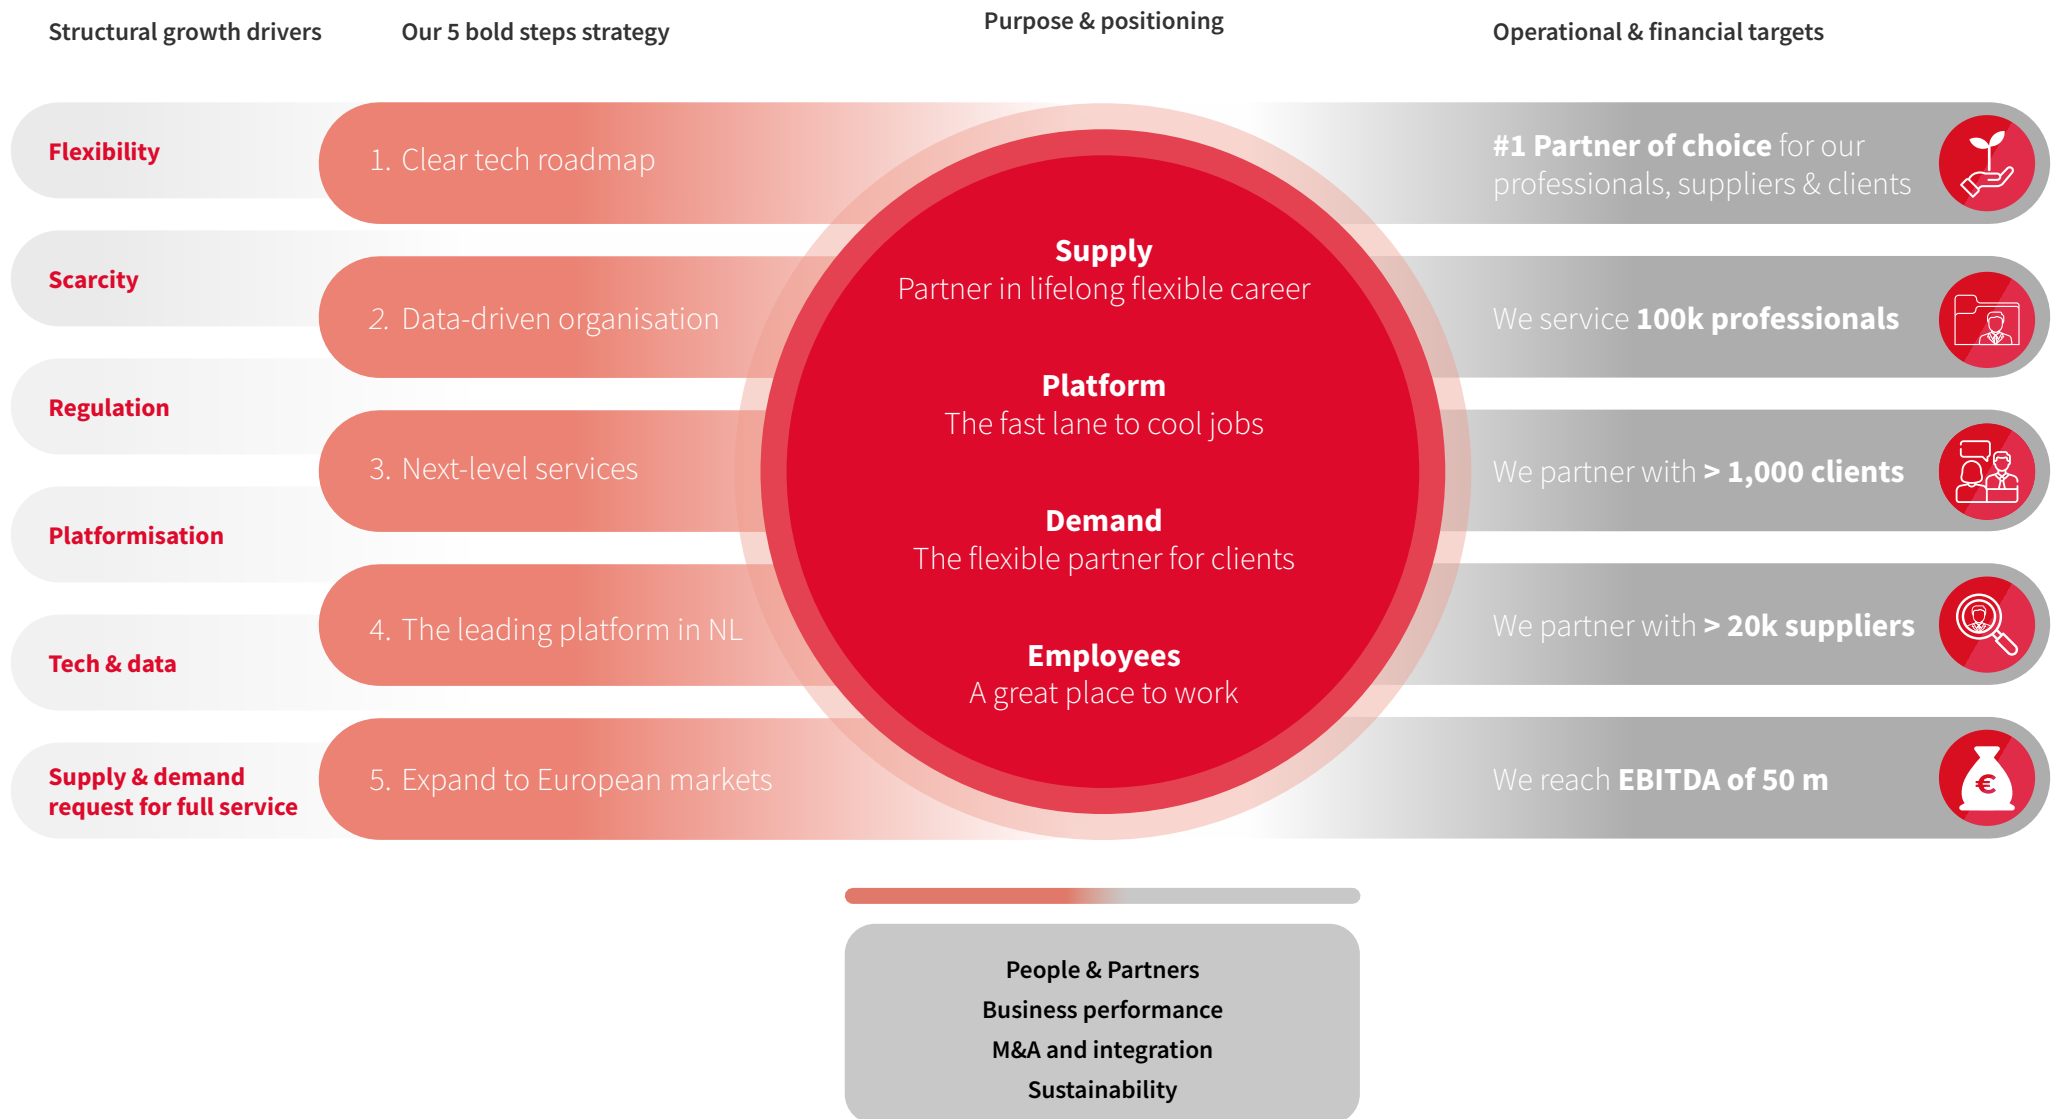 Structural growth drivers
Our 5 bold steps strategy
Purpose & positioning
Operational & financial targets
Flexibility
Scarcity
Regulation
Platformisation
Tech & data
Supply & demand
request for full service
1. Clear tech roadmap
2. Data-driven organisation
3. Next-level services
4. The leading platform in NL
5. Expand to European markets
Supply
Partner in lifelong flexible career
Platform
The fast lane to cool jobs
Demand
The flexible partner for clients
Employees
A great place to work
#1 Partner of choice for our
professionals, suppliers & clients
We service 100k professionals
We partner with > 1,000 clients
We partner with > 20k suppliers
We reach EBITDA of 50 m
€
People & Partners
Business performance
M&A and integration
Sustainability